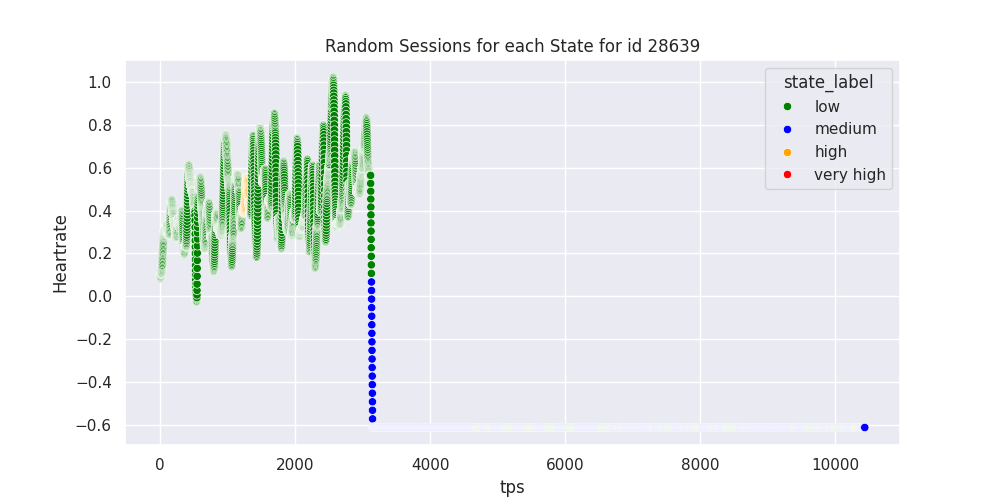 Random Sessions for each State for id 28639
1.0
0.8
0.6
0.4
0.2
0.0
−0.2
−0.4
−0.6
Heartrate
0 2000 4000 6000 8000 10000
tps
state_label
low
medium
high
very high